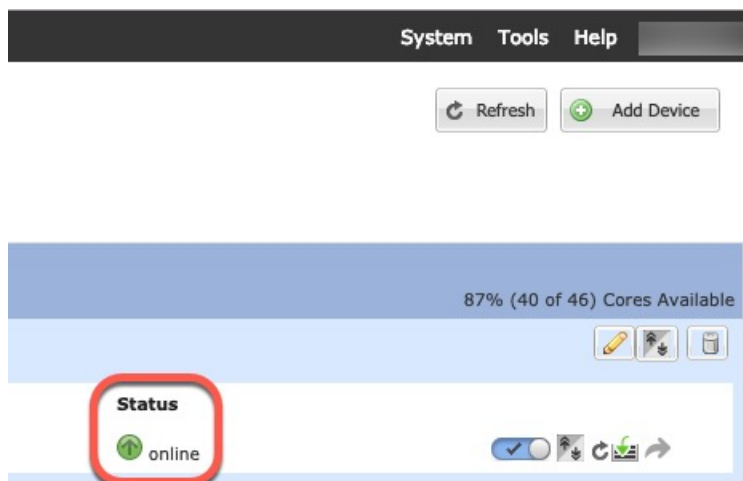 System Tools Help
Refresh Add Device
87% (40 of 46) Cores Available
Status
online